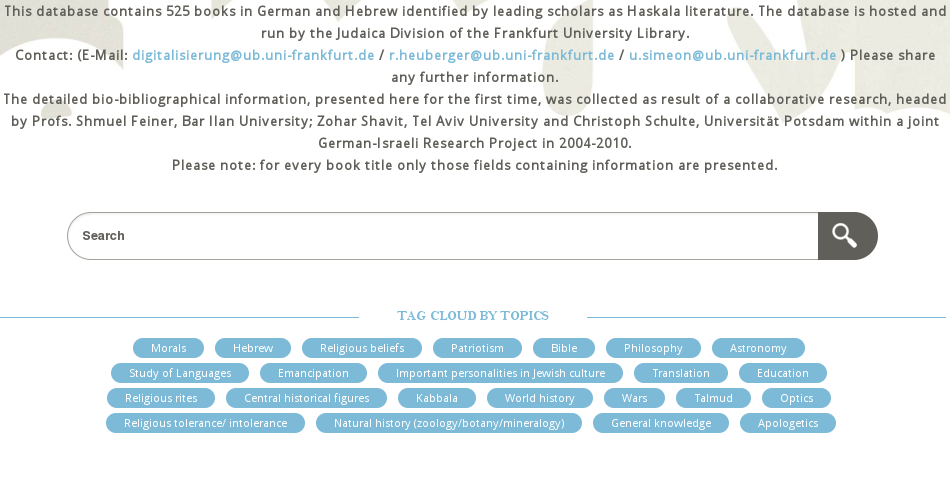 This database contains 525 books in German and Hebrew identified by leading scholars as Haskala literature. The database is hosted and
run by the Judaica Division of the Frankfurt University Library.
Contact: (E-Mail: digitalisierung@ub.uni-frankfurt.de / r.heuberger@ub.uni-frankfurt.de / u.simeon@ub.uni-frankfurt.de ) Please share
any further information.
The detailed bio-bibliographical information, presented here for the first time, was collected as result of a collaborative research, headed
by Profs. Shmuel Feiner, Bar Ilan University; Zohar Shavit, Tel Aviv University and Christoph Schulte, Universität Potsdam within a joint
German-Israeli Research Project in 2004-2010.
Please note: for every book title only those fields containing information are presented.
Search
TAG CLOUD BY TOPICS
Morals Hebrew Religious beliefs Patriotism Bible Philosophy Astronomy
Study of Languages Emancipation Important personalities in Jewish culture Translation Education
Religious rites Central historical figures Kabbala World history Wars Talmud Optics
Religious tolerance/ intolerance Natural history (zoology/botany/mineralogy) General knowledge Apologetics